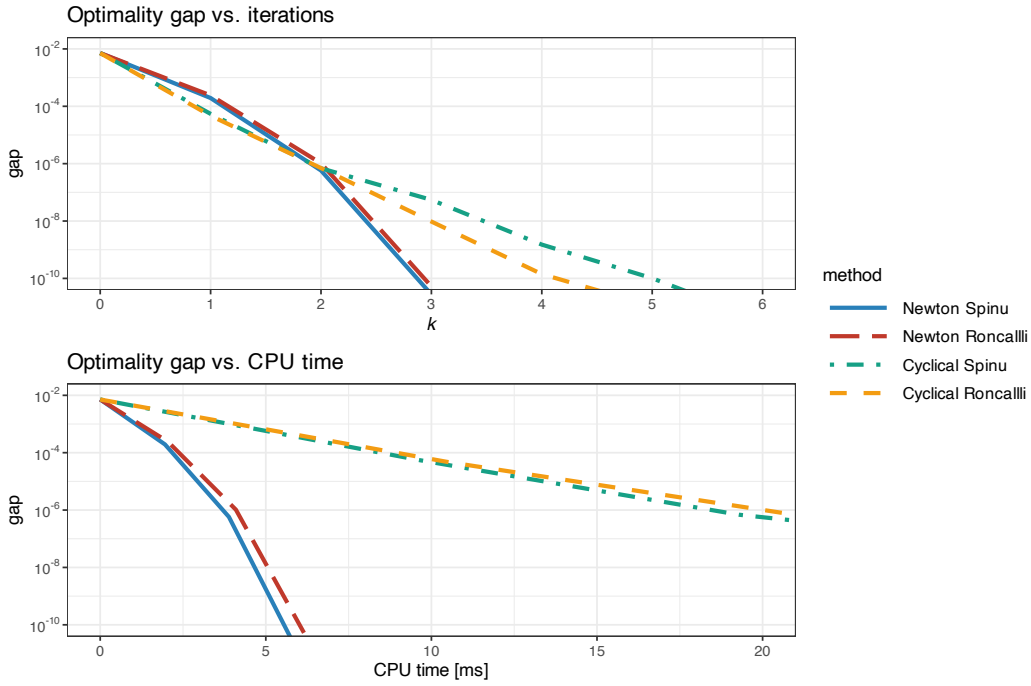 Optimality gap vs. iterations
gap
10^-2
10^-4
10^-6
10^-8
10^-10
0 1 2 3 4 5 6
k
Optimality gap vs. CPU time
gap
10^-2
10^-4
10^-6
10^-8
10^-10
0 5 10 15 20
CPU time [ms]
method
Newton Spinu
Newton Roncallli
Cyclical Spinu
Cyclical Roncallli